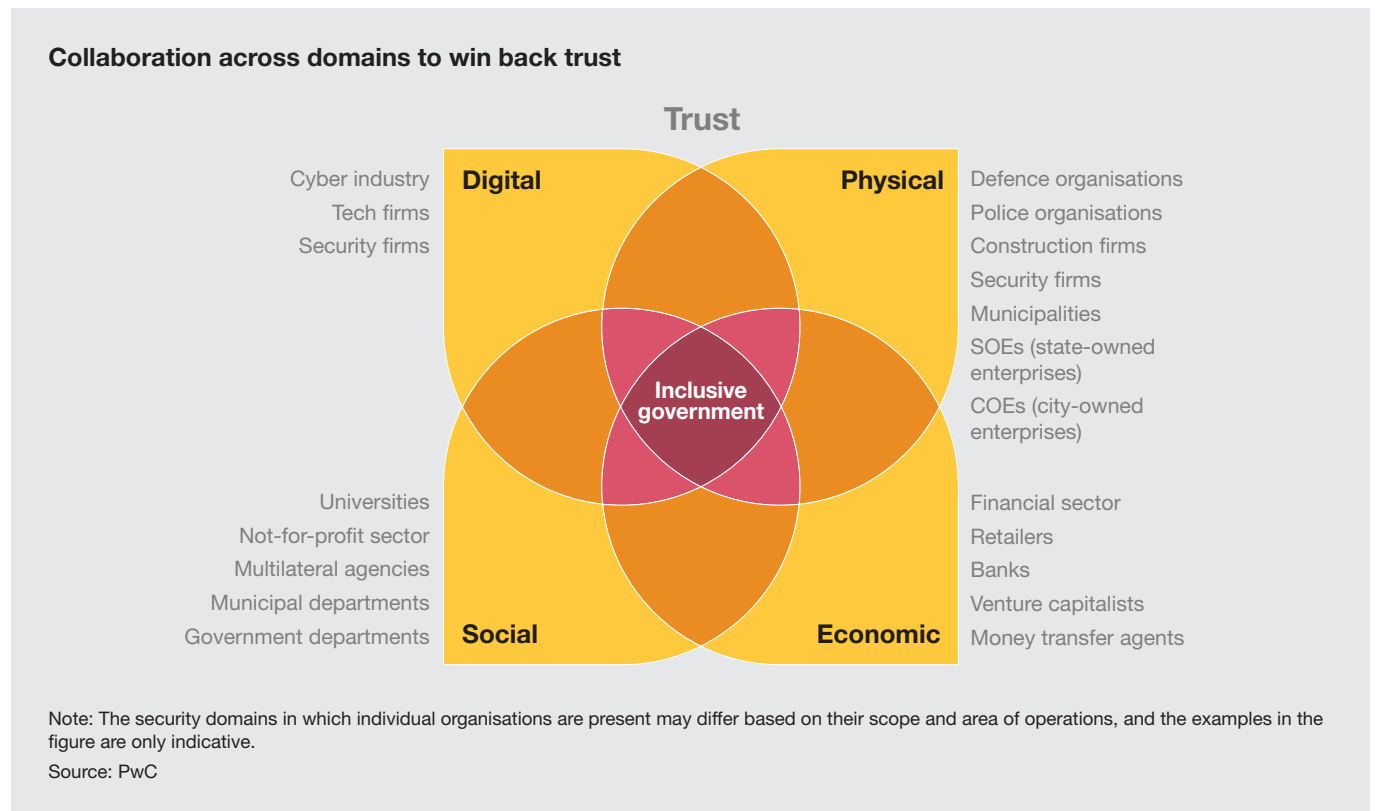 Collaboration across domains to win back trust
Trust
Digital
Cyber industry
Tech firms
Security firms
Physical
Defence organisations
Police organisations
Construction firms
Security firms
Municipalities
SOEs (state-owned
enterprises)
COEs (city-owned
enterprises)
Inclusive
government
Universities
Not-for-profit sector
Multilateral agencies
Municipal departments
Government departments
Social
Financial sector
Retailers
Banks
Venture capitalists
Money transfer agents
Economic
Note: The security domains in which individual organisations are present may differ based on their scope and area of operations, and the examples in the
figure are only indicative.
Source: PwC